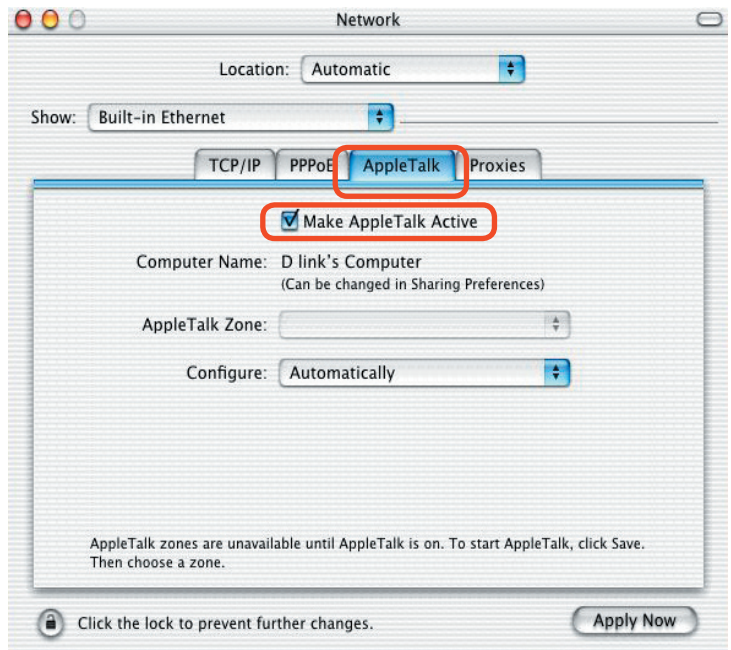 Network
Location: Automatic
Show: Built-in Ethernet
TCP/IP PPPoE AppleTalk Proxies
Make AppleTalk Active
Computer Name: D link's Computer
(Can be changed in Sharing Preferences)
AppleTalk Zone:
Configure: Automatically
AppleTalk zones are unavailable until AppleTalk is on. To start AppleTalk, click Save.
Then choose a zone.
Click the lock to prevent further changes.
Apply Now